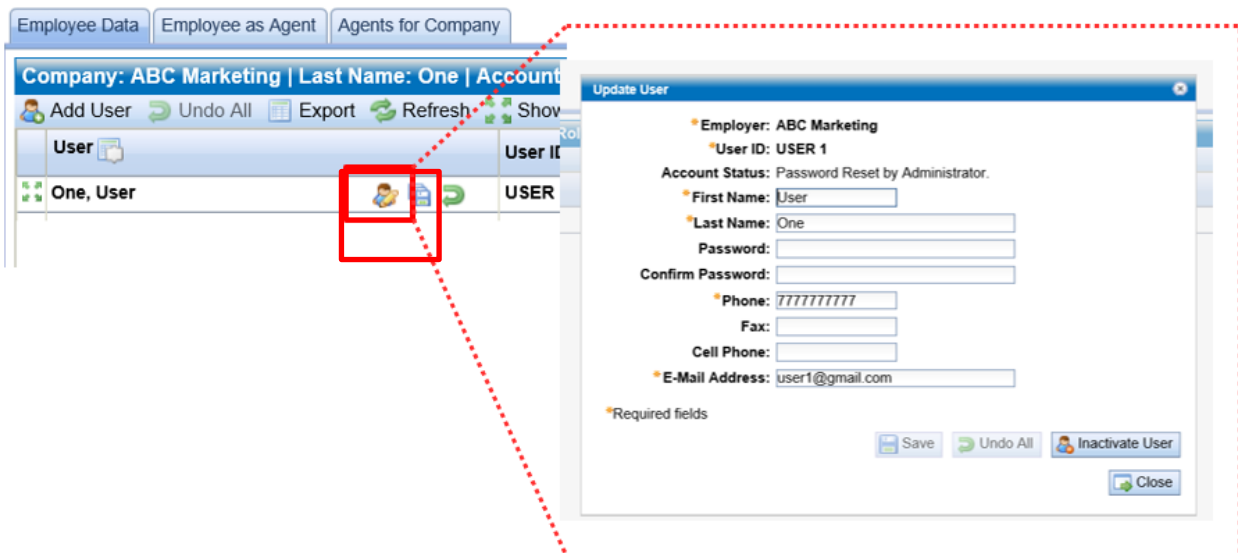 Employee Data Employee as Agent Agents for Company
Company: ABC Marketing | Last Name: One | Account
Add User Undo All Export Refresh Show
User User ID
One, User USER
Rol
Update User
*Employer: ABC Marketing
*User ID: USER 1
Account Status: Password Reset by Administrator.
*First Name: User
*Last Name: One
Password:
Confirm Password:
*Phone: 7777777777
Fax:
Cell Phone:
*E-Mail Address: user1@gmail.com
*Required fields
Save Undo All Inactivate User
Close